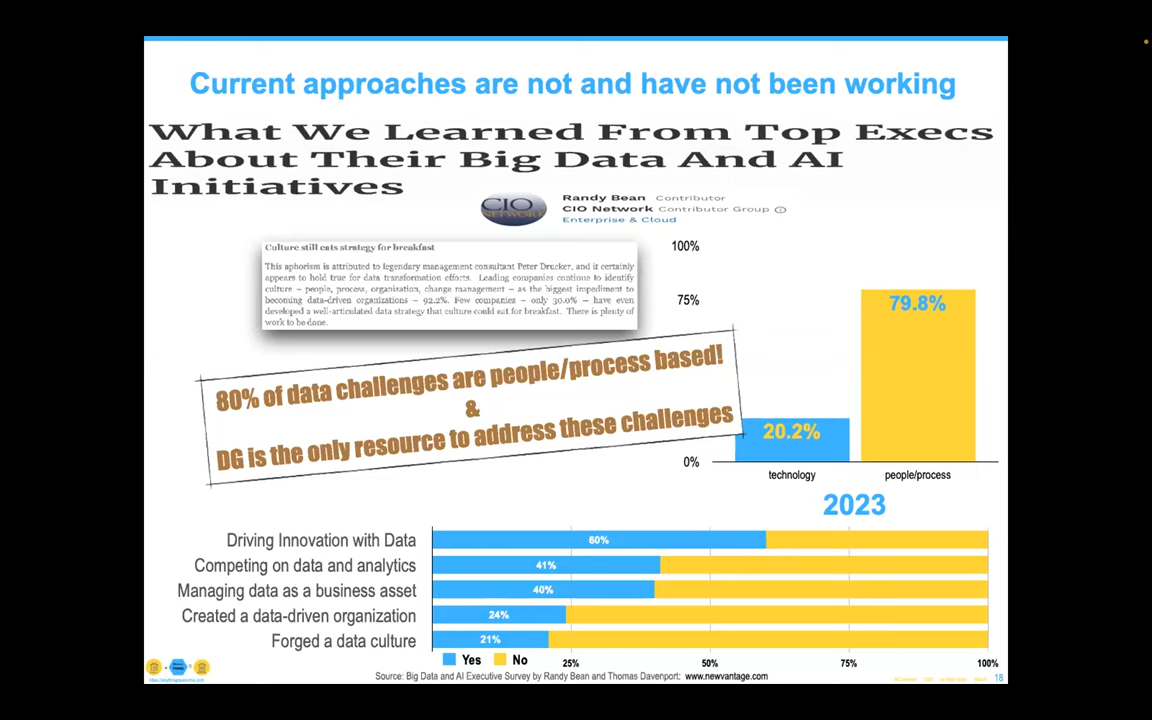 Current approaches are not and have not been working
What We Learned From Top Execs
About Their Big Data And AI
Initiatives
CIO
NETWORK
Randy Bean Contributor
CIO Network Contributor Group
Enterprise & Cloud
Culture still eats strategy for breakfast
This aphorism is attributed to legendary management consultant Peter Drucker, and it certainly
appears to hold true for data transformation efforts. Leading companies continue to identify
culture – people, process, organization, change management – as the biggest impediment to
becoming data-driven organizations – 92.2%. Few companies – only 30.0% – have even
developed a well-articulated data strategy that culture could eat for breakfast. There is plenty of
work to be done.
100%
75%
0%
79.8%
20.2%
technology
people/process
80% of data challenges are people/process based!
&
DG is the only resource to address these challenges
2023
Driving Innovation with Data 60%
Competing on data and analytics 41%
Managing data as a business asset 40%
Created a data-driven organization 24%
Forged a data culture 21%
Yes No 25% 50% 75% 100%
Source: Big Data and AI Executive Survey by Randy Bean and Thomas Davenport: www.newvantage.com
18